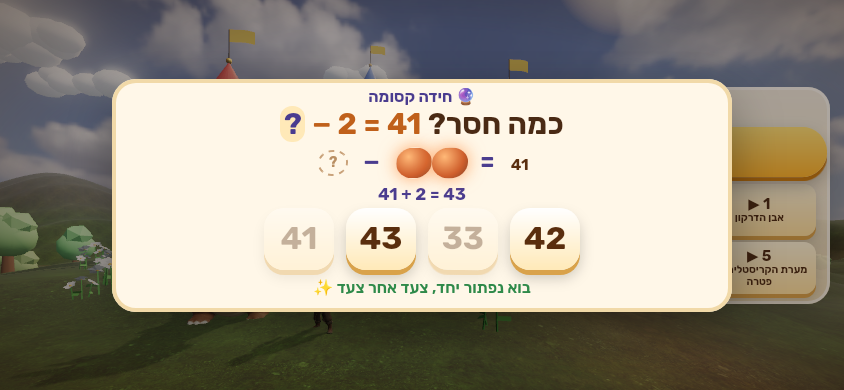 🔮 חידה קסומה
כמה חסר? ? − 2 = 41
? − = 41
41 + 2 = 43
41 43 33 42
בוא נפתור יחד, צעד אחר צעד ✨
▶ 1
אבן הדרקון
▶ 5
מערת הקריסטלים
פטרה